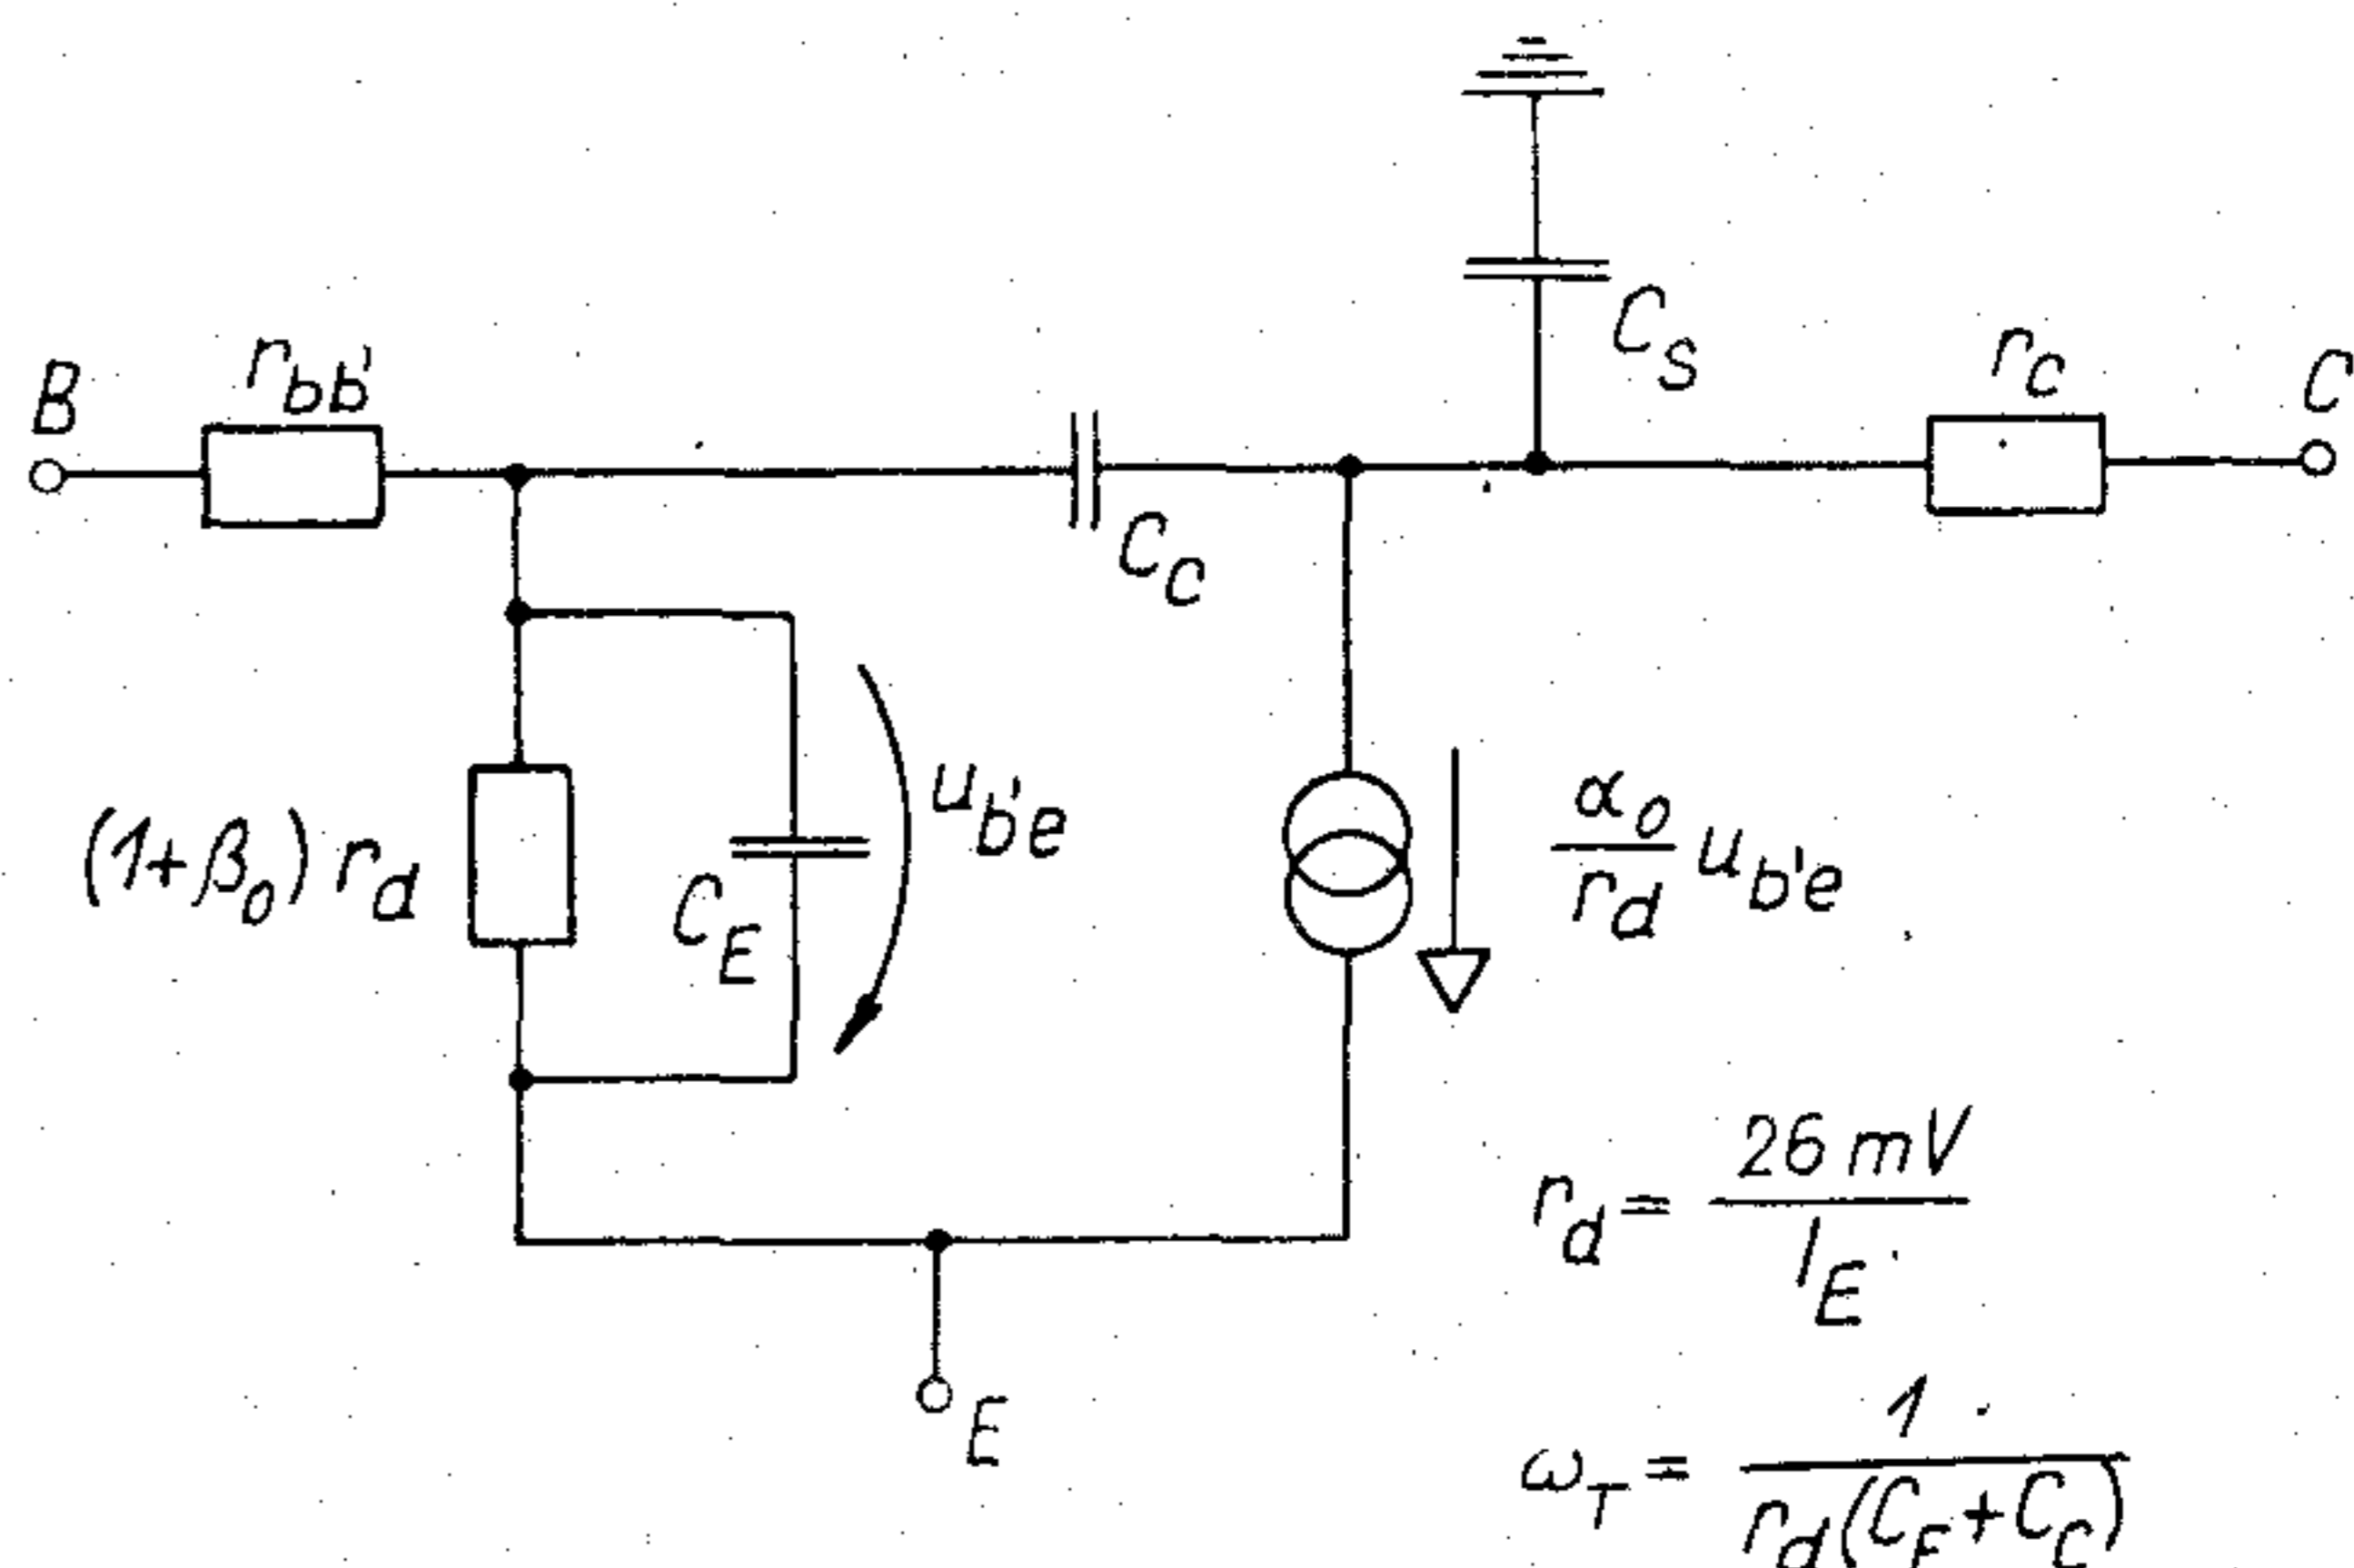 B
r_bb'
C_C
C_S
r_C
C
(1+β_0) r_d
C_E
u_b'e
α_0 / r_d u_b'e
E
r_d = 26 mV / I_E
ω_T = 1 / r_d (C_E + C_C)